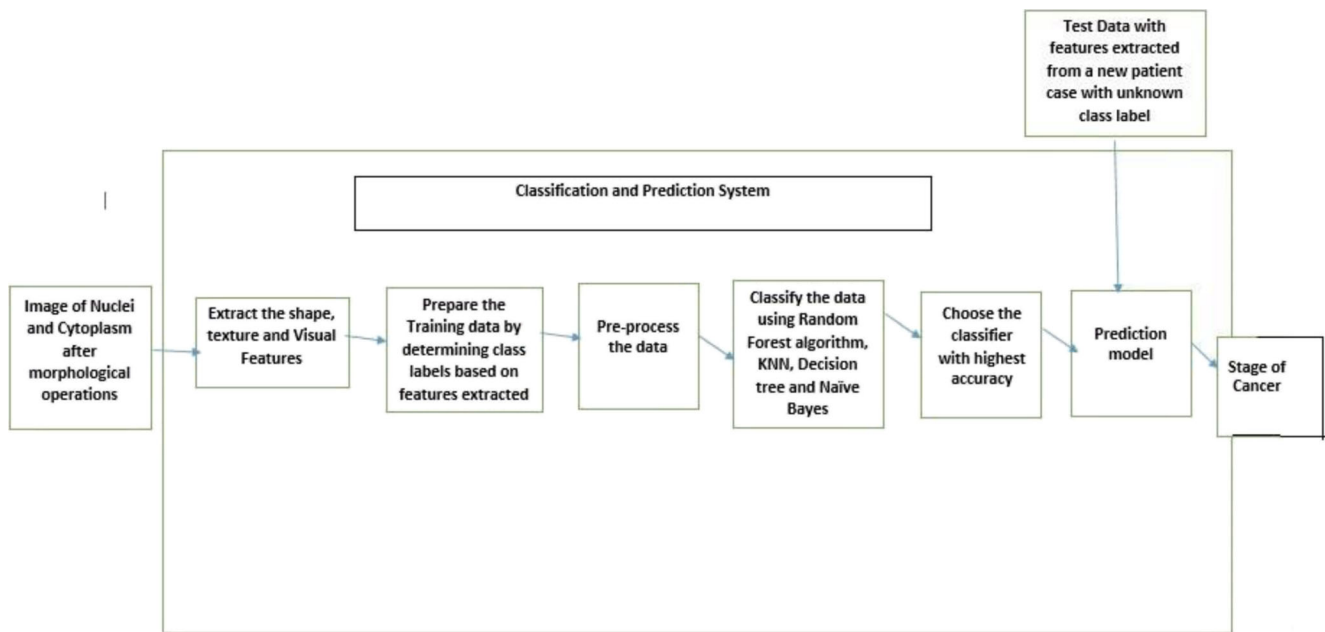 Test Data with
features extracted
from a new patient
case with unknown
class label
Classification and Prediction System
Image of Nuclei
and Cytoplasm
after
morphological
operations
Extract the shape,
texture and Visual
Features
Prepare the
Training data by
determining class
labels based on
features extracted
Pre-process
the data
Classify the data
using Random
Forest algorithm,
KNN, Decision
tree and Naïve
Bayes
Choose the
classifier
with highest
accuracy
Prediction
model
Stage of
Cancer